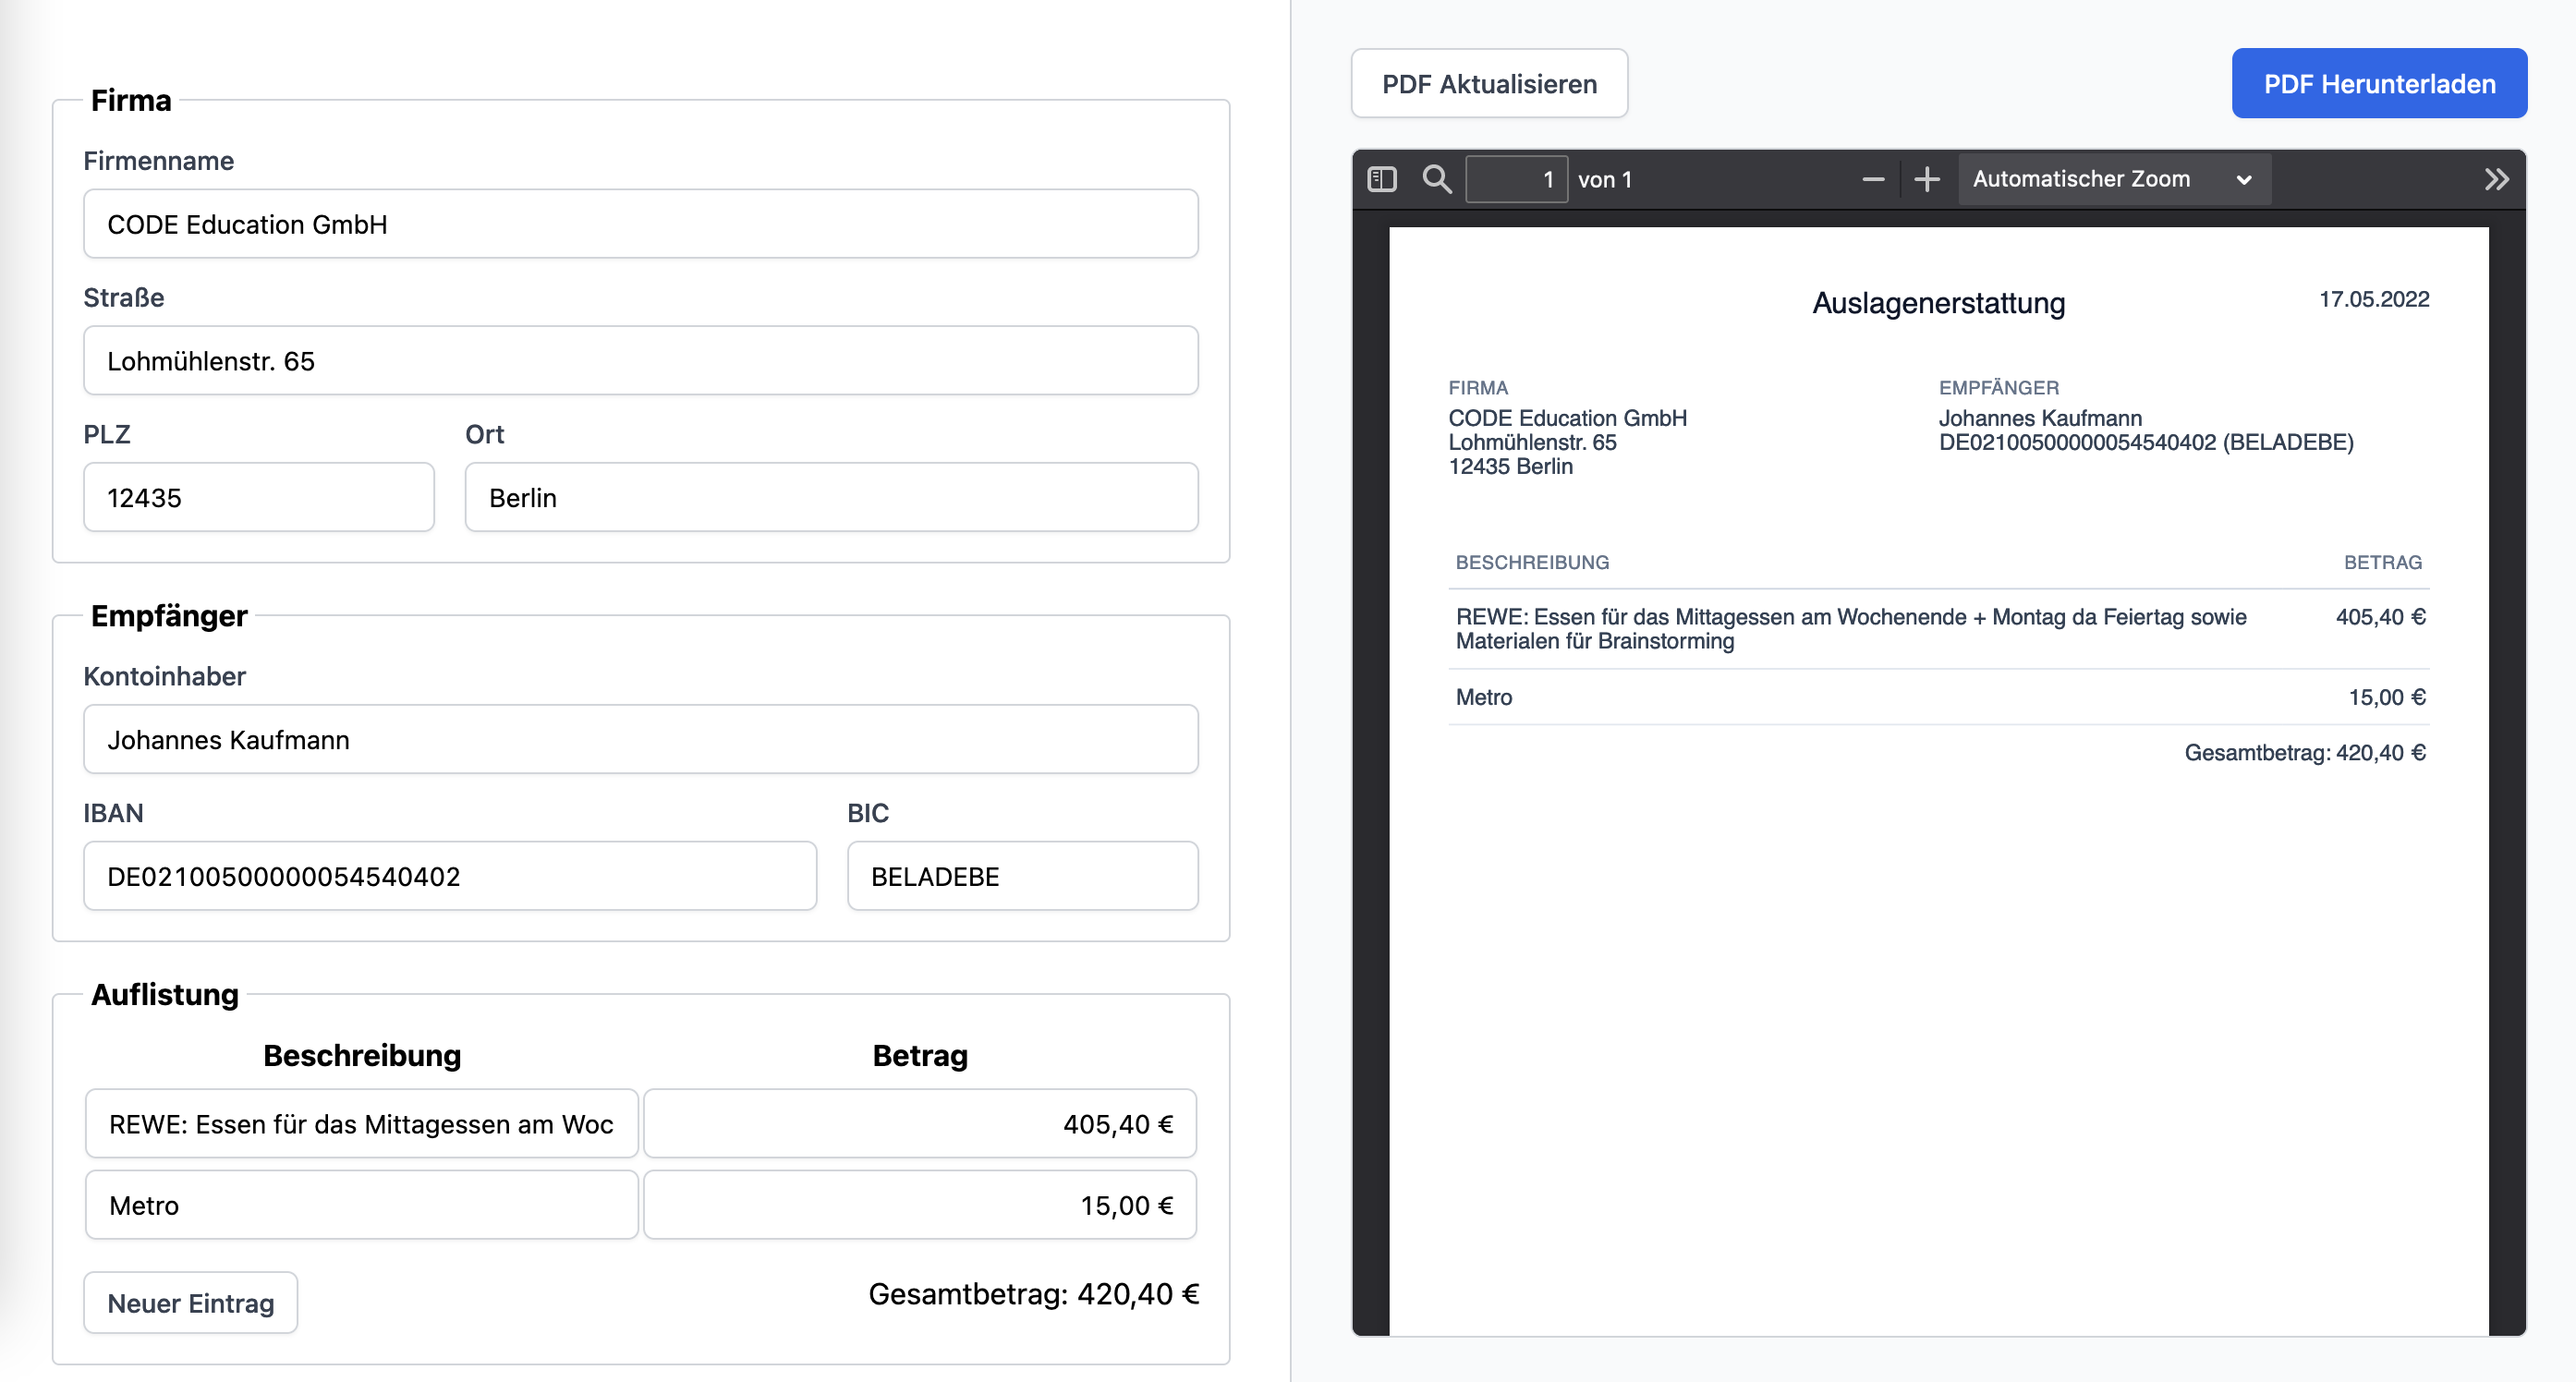 Firma
Firmenname
CODE Education GmbH
Straße
Lohmühlenstr. 65
PLZ Ort
12435 Berlin
Empfänger
Kontoinhaber
Johannes Kaufmann
IBAN BIC
DE02100500000054540402 BELADEBE
Auflistung
Beschreibung Betrag
REWE: Essen für das Mittagessen am Woc 405,40 €
Metro 15,00 €
Neuer Eintrag Gesamtbetrag: 420,40 €
PDF Aktualisieren PDF Herunterladen
1 von 1 Automatischer Zoom
Auslagenerstattung 17.05.2022
FIRMA
CODE Education GmbH
Lohmühlenstr. 65
12435 Berlin
EMPFÄNGER
Johannes Kaufmann
DE02100500000054540402 (BELADEBE)
BESCHREIBUNG BETRAG
REWE: Essen für das Mittagessen am Wochenende + Montag da Feiertag sowie 405,40 €
Materialen für Brainstorming
Metro 15,00 €
Gesamtbetrag: 420,40 €